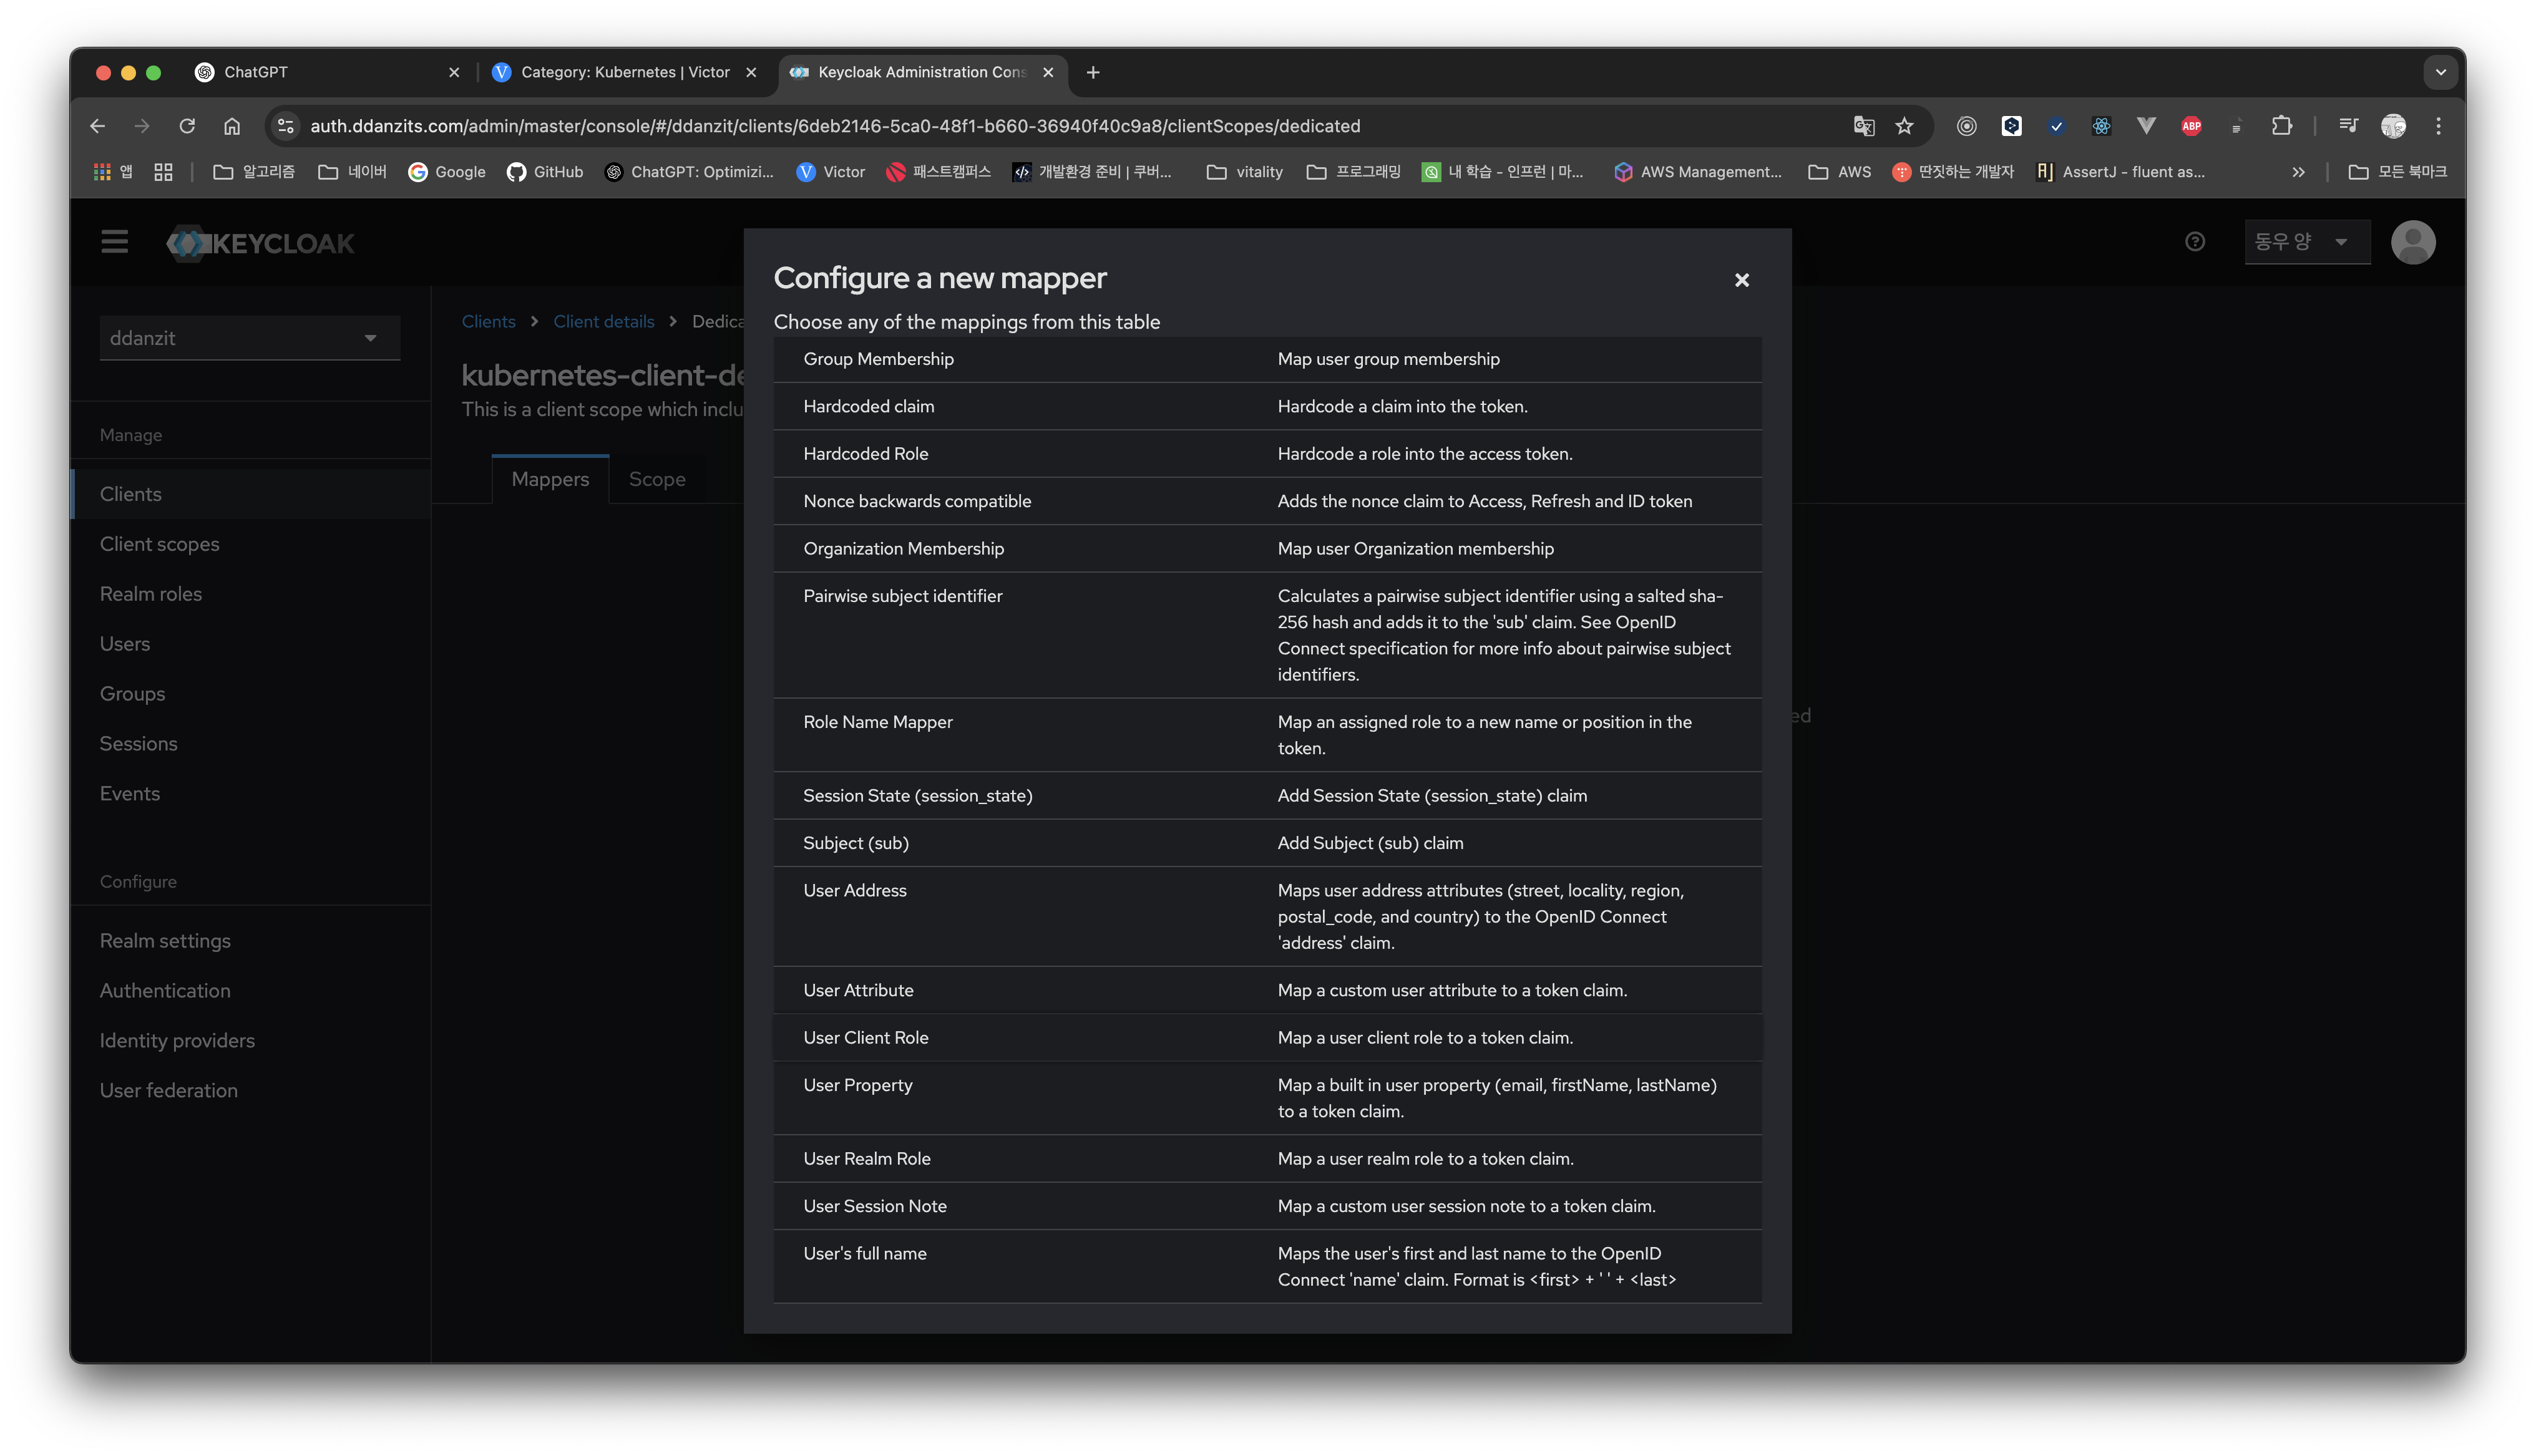 ChatGPT
Category: Kubernetes | Victor
Keycloak Administration Cons
auth.ddanzits.com/admin/master/console/#/ddanzit/clients/6deb2146-5ca0-48f1-b660-36940f40c9a8/clientScopes/dedicated
ABP
앱
알고리즘
네이버
Google
GitHub
ChatGPT: Optimizi...
Victor
패스트캠퍼스
개발환경 준비 | 쿠버...
vitality
프로그래밍
내 학습 - 인프런 | 마...
AWS Management...
AWS
딴짓하는 개발자
AssertJ - fluent as...
모든 북마크
KEYCLOAK
동우 양
ddanzit
Manage
Clients
Client scopes
Realm roles
Users
Groups
Sessions
Events
Configure
Realm settings
Authentication
Identity providers
User federation
Clients > Client details > Dedica
kubernetes-client-de
This is a client scope which inclu
Mappers
Scope
ed
Configure a new mapper
Choose any of the mappings from this table
Group Membership
Map user group membership
Hardcoded claim
Hardcode a claim into the token.
Hardcoded Role
Hardcode a role into the access token.
Nonce backwards compatible
Adds the nonce claim to Access, Refresh and ID token
Organization Membership
Map user Organization membership
Pairwise subject identifier
Calculates a pairwise subject identifier using a salted sha-
256 hash and adds it to the 'sub' claim. See OpenID
Connect specification for more info about pairwise subject
identifiers.
Role Name Mapper
Map an assigned role to a new name or position in the
token.
Session State (session_state)
Add Session State (session_state) claim
Subject (sub)
Add Subject (sub) claim
User Address
Maps user address attributes (street, locality, region,
postal_code, and country) to the OpenID Connect
'address' claim.
User Attribute
Map a custom user attribute to a token claim.
User Client Role
Map a user client role to a token claim.
User Property
Map a built in user property (email, firstName, lastName)
to a token claim.
User Realm Role
Map a user realm role to a token claim.
User Session Note
Map a custom user session note to a token claim.
User's full name
Maps the user's first and last name to the OpenID
Connect 'name' claim. Format is <first> + ' ' + <last>